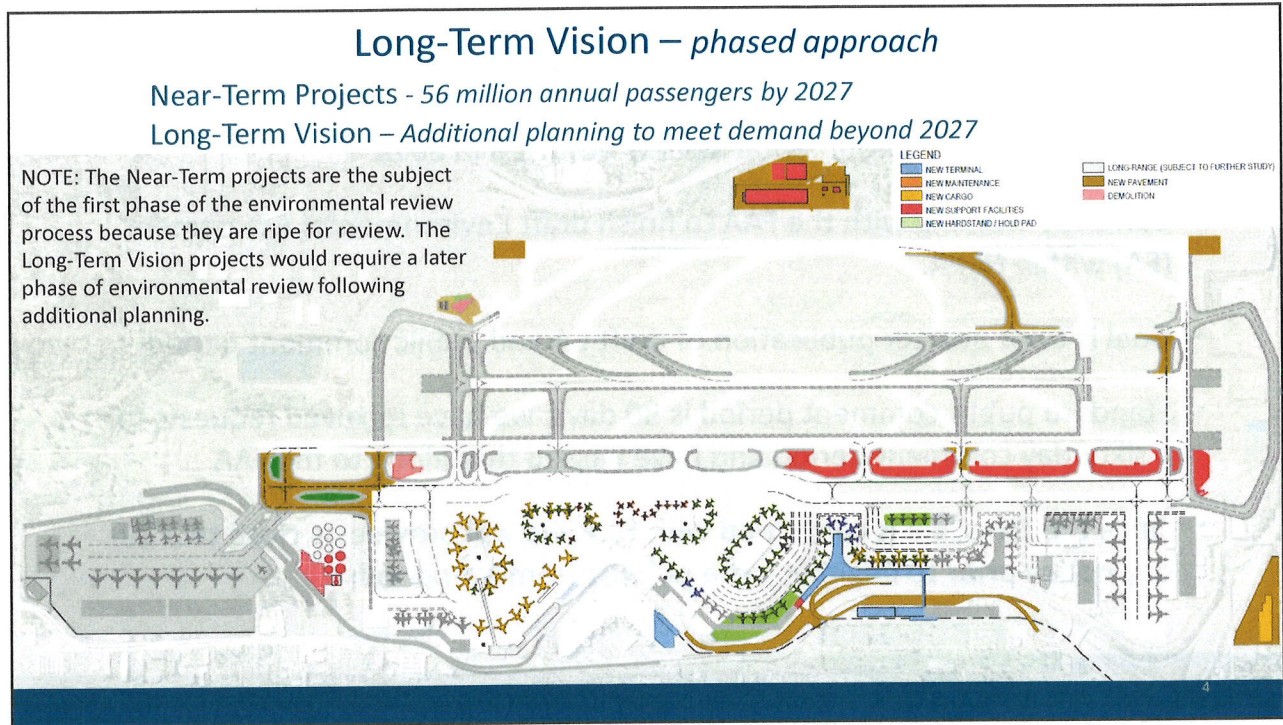 Long-Term Vision – phased approach
Near-Term Projects - 56 million annual passengers by 2027
Long-Term Vision – Additional planning to meet demand beyond 2027
NOTE: The Near-Term projects are the subject
of the first phase of the environmental review
process because they are ripe for review. The
Long-Term Vision projects would require a later
phase of environmental review following
additional planning.
LEGEND
NEW TERMINAL
NEW MAINTENANCE
NEW CARGO
NEW SUPPORT FACILITIES
NEW HARDSTAND / HOLD PAD
LONG-RANGE (SUBJECT TO FURTHER STUDY)
NEW PAVEMENT
DEMOLITION
4